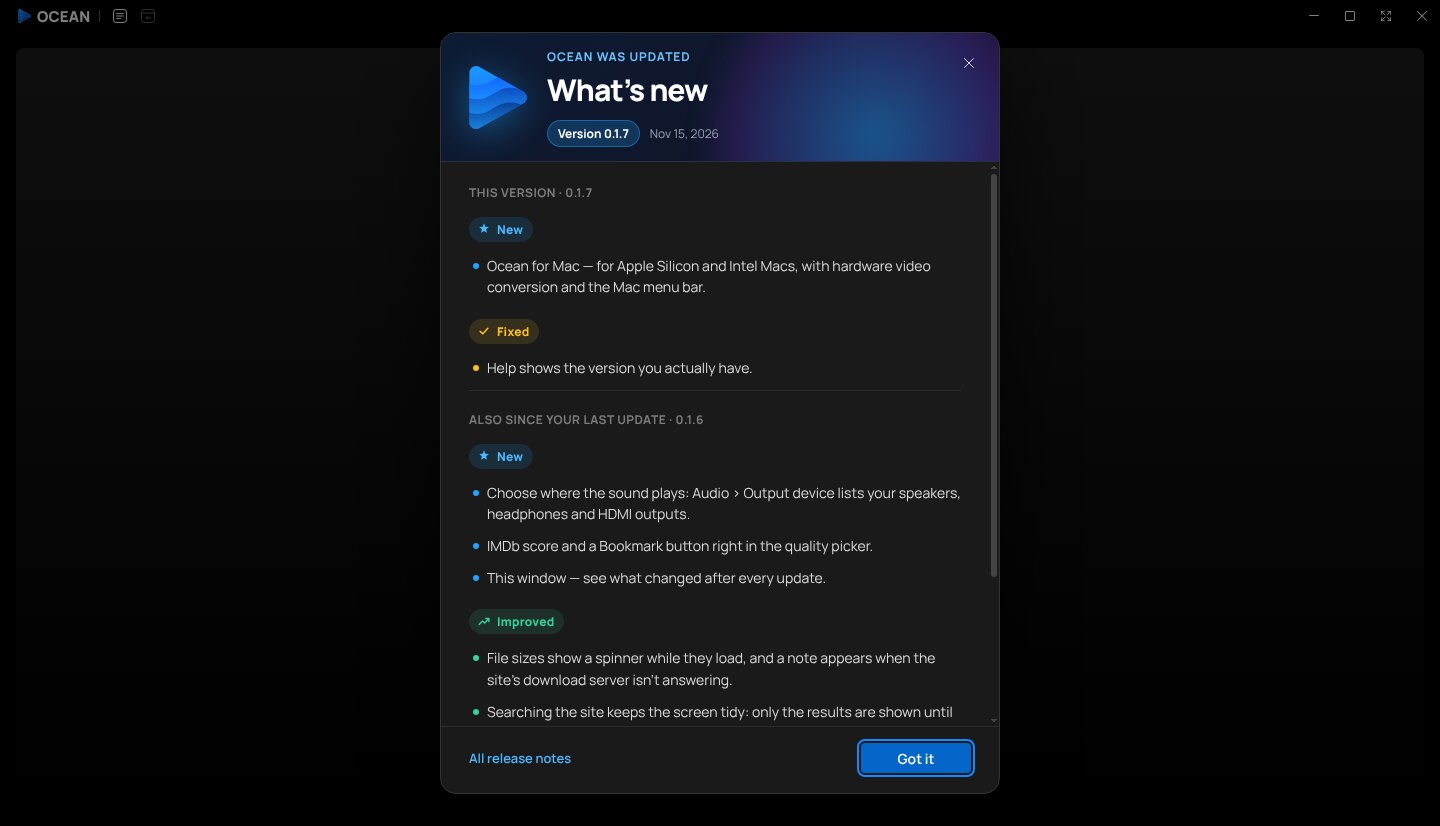 OCEAN
OCEAN WAS UPDATED
What's new
Version 0.1.7 Nov 15, 2026
THIS VERSION · 0.1.7
New
Ocean for Mac — for Apple Silicon and Intel Macs, with hardware video
conversion and the Mac menu bar.
Fixed
Help shows the version you actually have.
ALSO SINCE YOUR LAST UPDATE · 0.1.6
New
Choose where the sound plays: Audio › Output device lists your speakers,
headphones and HDMI outputs.
IMDb score and a Bookmark button right in the quality picker.
This window — see what changed after every update.
Improved
File sizes show a spinner while they load, and a note appears when the
site's download server isn't answering.
Searching the site keeps the screen tidy: only the results are shown until
All release notes
Got it